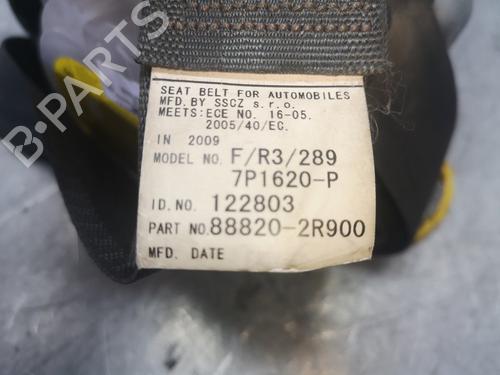 SEAT BELT FOR AUTOMOBILES
MFD. BY SSCZ s.r.o.
MEETS:ECE NO. 16-05.
2005/40/EC.
IN 2009
MODEL NO. F/R3/289
7P1620-P
ID.NO. 122803
PART NO.88820-2R900
MFD. DATE
B-PARTS